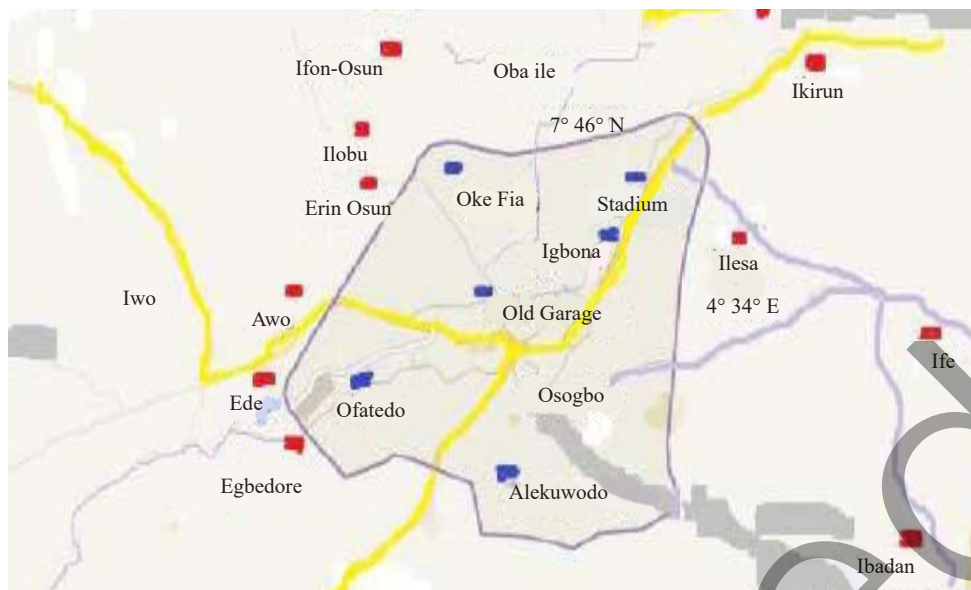 Ifon-Osun
Oba ile
Ikirun
7° 46° N
Ilobu
Oke Fia
Erin Osun
Stadium
Igbona
Ilesa
Iwo
4° 34° E
Awo
Old Garage
Ife
Ede
Ofatedo
Osogbo
Egbedore
Alekuwodo
Ibadan